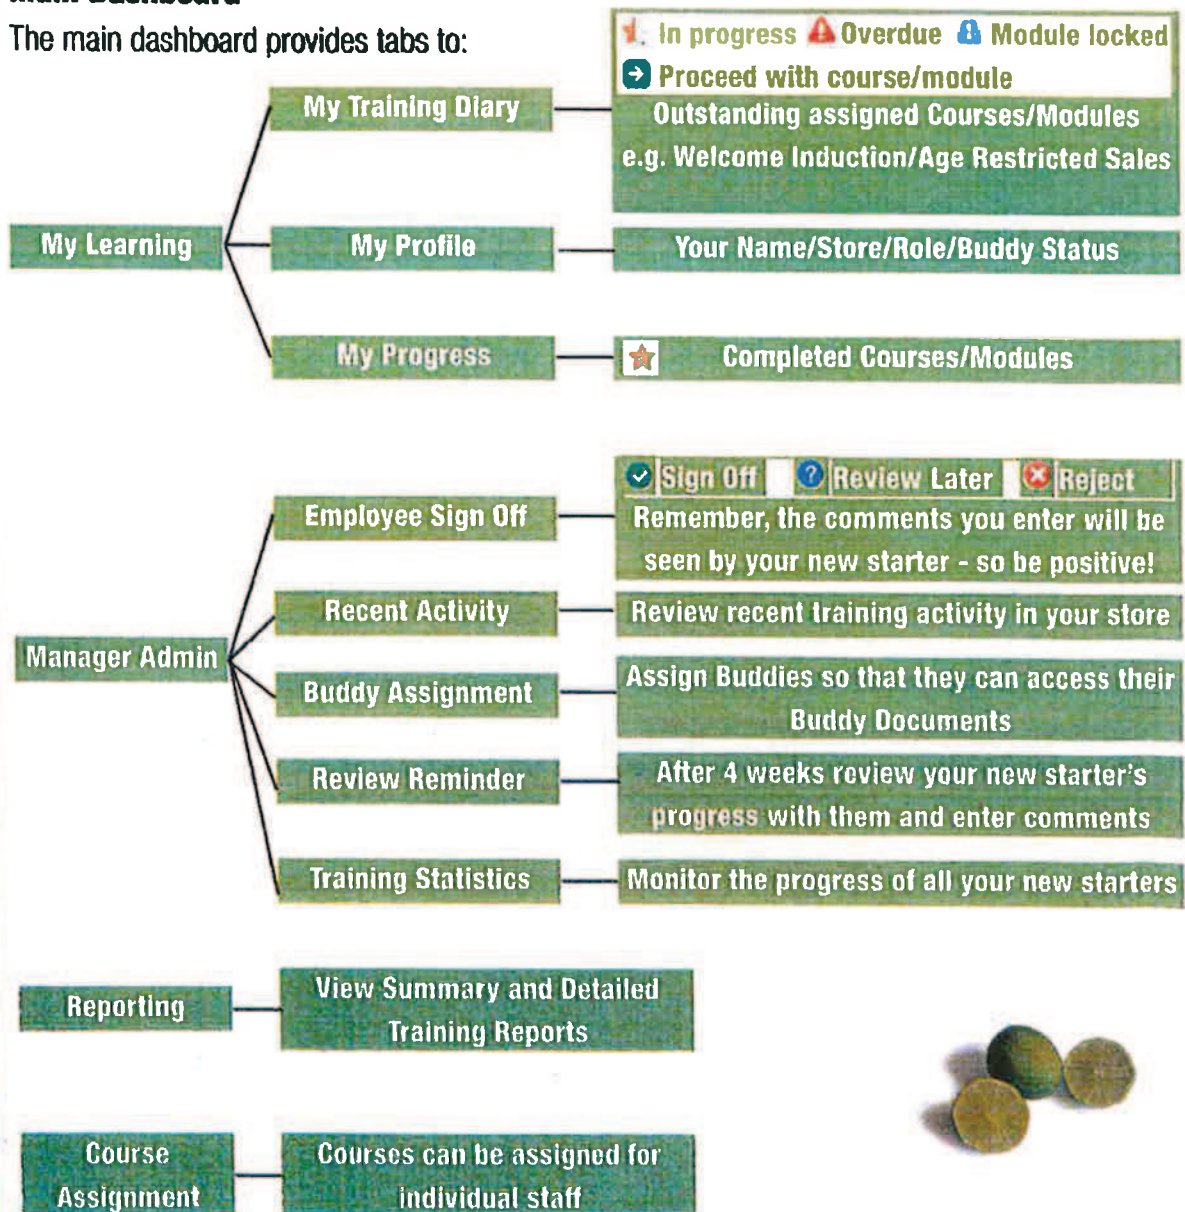 Main Dashboard
The main dashboard provides tabs to:
In progress Overdue Module locked
Proceed with course/module
My Training Diary
Outstanding assigned Courses/Modules
e.g. Welcome Induction/Age Restricted Sales
My Learning
My Profile
Your Name/Store/Role/Buddy Status
My Progress
Completed Courses/Modules
Sign Off Review Later Reject
Employee Sign Off
Remember, the comments you enter will be
seen by your new starter - so be positive!
Recent Activity
Review recent training activity in your store
Manager Admin
Buddy Assignment
Assign Buddies so that they can access their
Buddy Documents
Review Reminder
After 4 weeks review your new starter's
progress with them and enter comments
Training Statistics
Monitor the progress of all your new starters
Reporting
View Summary and Detailed
Training Reports
Course
Assignment
Courses can be assigned for
individual staff